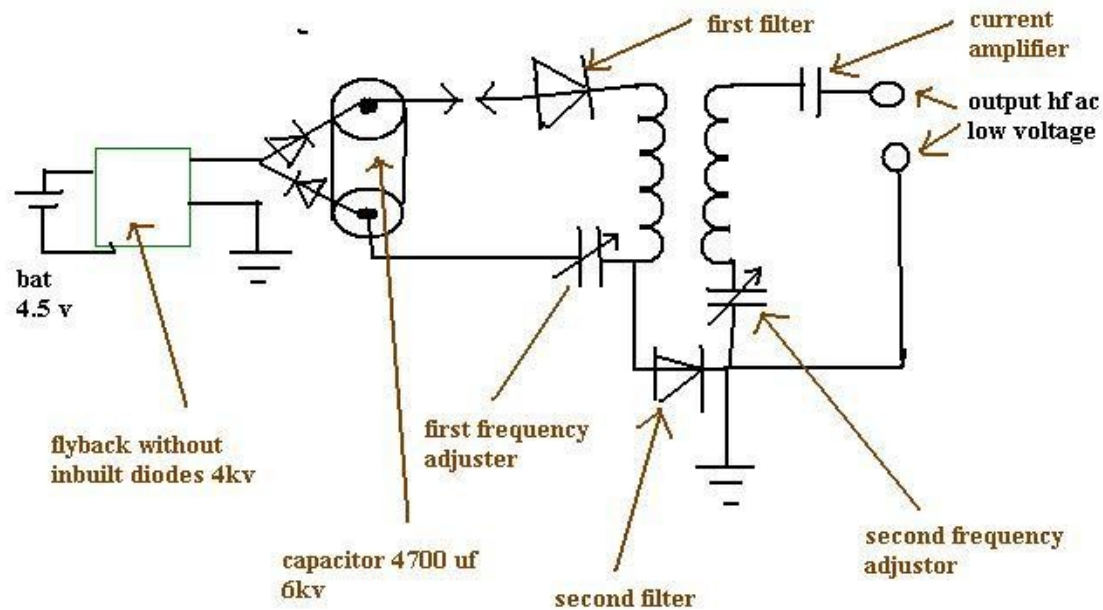 first filter
current
amplifier
output hf ac
low voltage
bat
4.5 v
flyback without
inbuilt diodes 4kv
first frequency
adjuster
capacitor 4700 uf
6kv
second filter
second frequency
adjustor